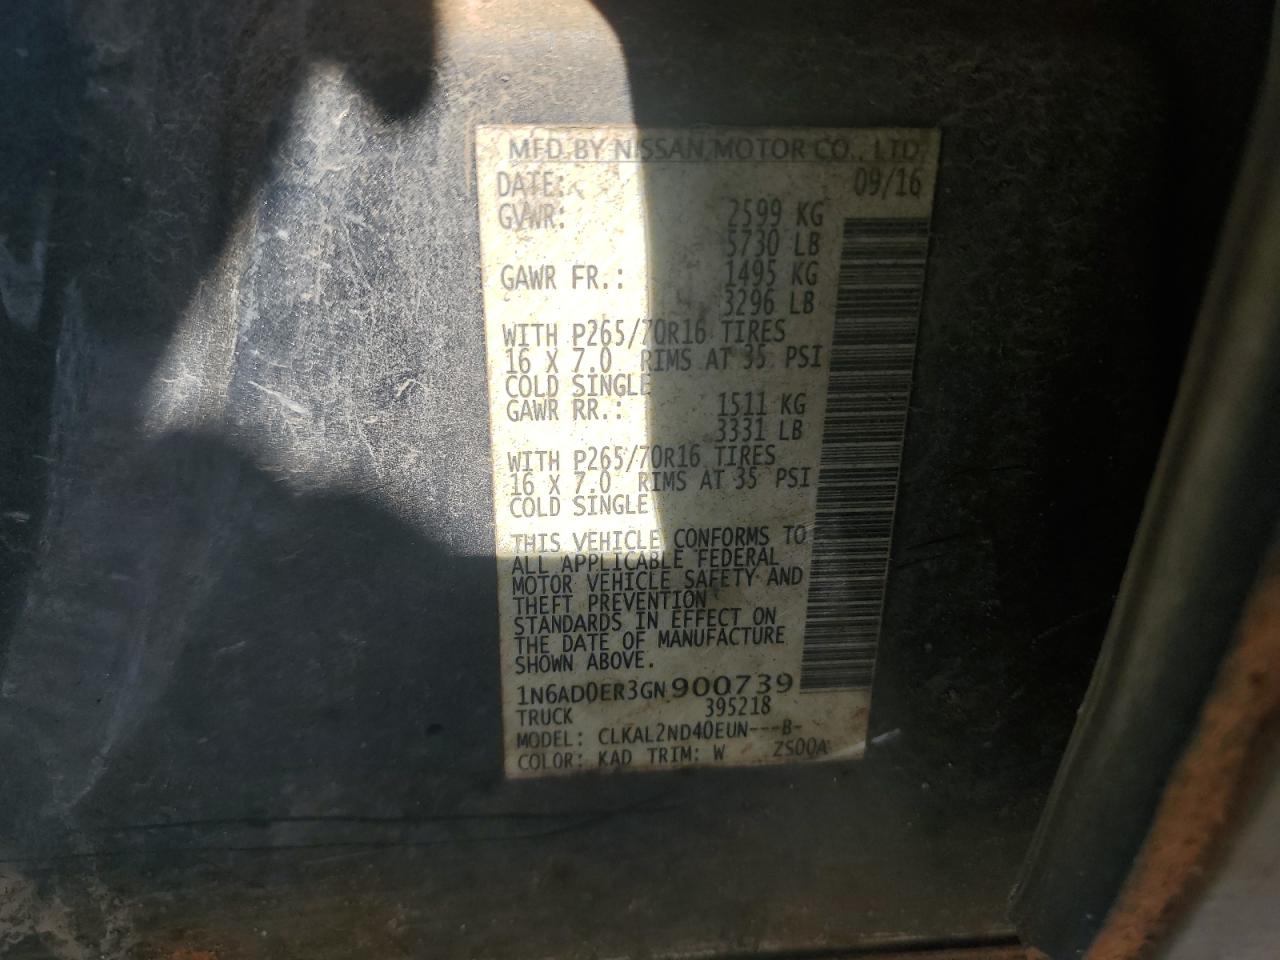 MFD.BY NISSAN MOTOR CO., LTD
DATE: 09/16
GVWR: 2599 KG
5730 LB
GAWR FR.: 1495 KG
3296 LB
WITH P265/70R16 TIRES
16 X 7.0 RIMS AT 35 PSI
COLD SINGLE
GAWR RR.: 1511 KG
3331 LB
WITH P265/70R16 TIRES
16 X 7.0 RIMS AT 35 PSI
COLD SINGLE
THIS VEHICLE CONFORMS TO
ALL APPLICABLE FEDERAL
MOTOR VEHICLE SAFETY AND
THEFT PREVENTION
STANDARDS IN EFFECT ON
THE DATE OF MANUFACTURE
SHOWN ABOVE.
1N6AD0ER3GN900739
TRUCK 395218
MODEL: CLKAL2ND40EUN---B-
COLOR: KAD TRIM: W ZS00A